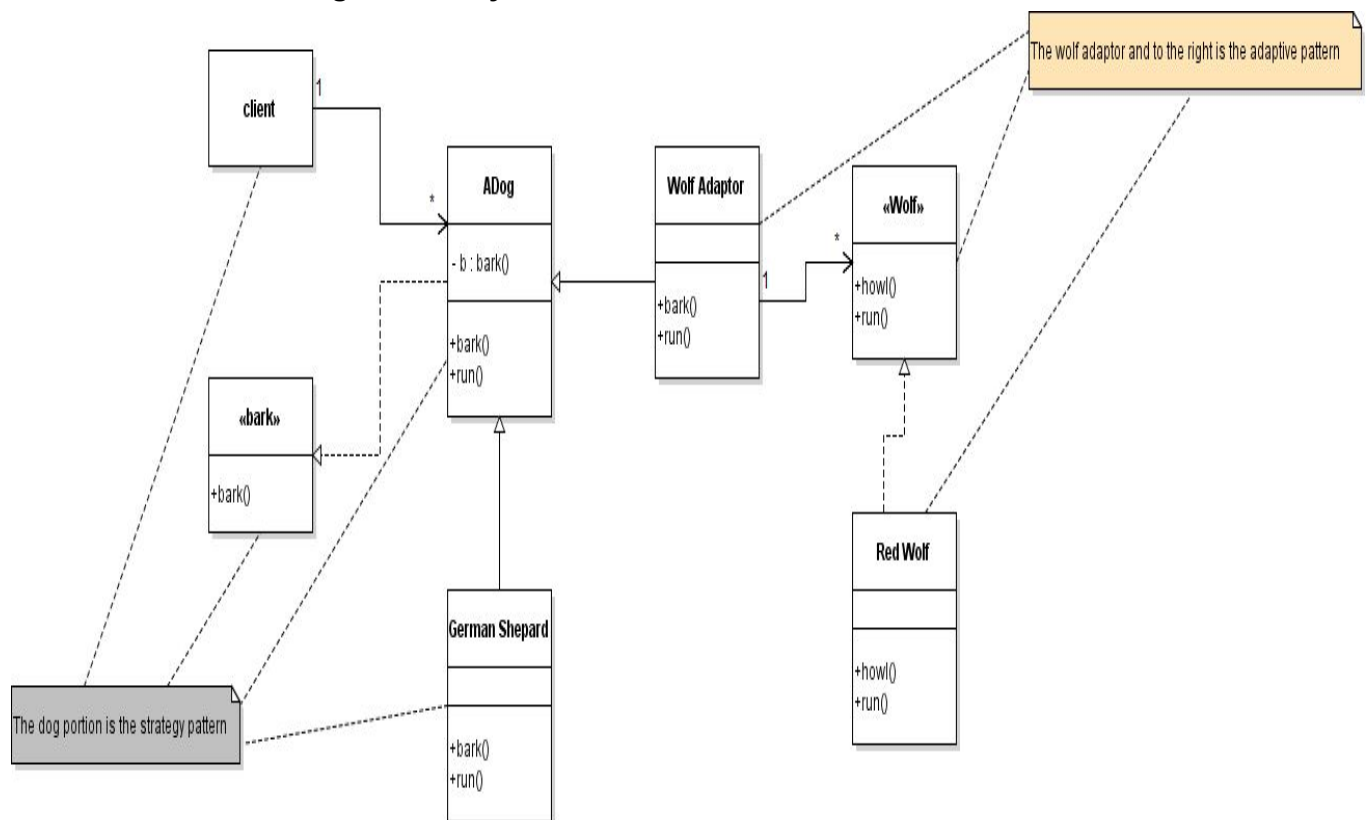 The wolf adaptor and to the right is the adaptive pattern
client
1
*
ADog
- b : bark()
+bark()
+run()
Wolf Adaptor
+bark()
+run()
1
*
«Wolf»
+howl()
+run()
«bark»
+bark()
German Shepard
+bark()
+run()
Red Wolf
+howl()
+run()
The dog portion is the strategy pattern